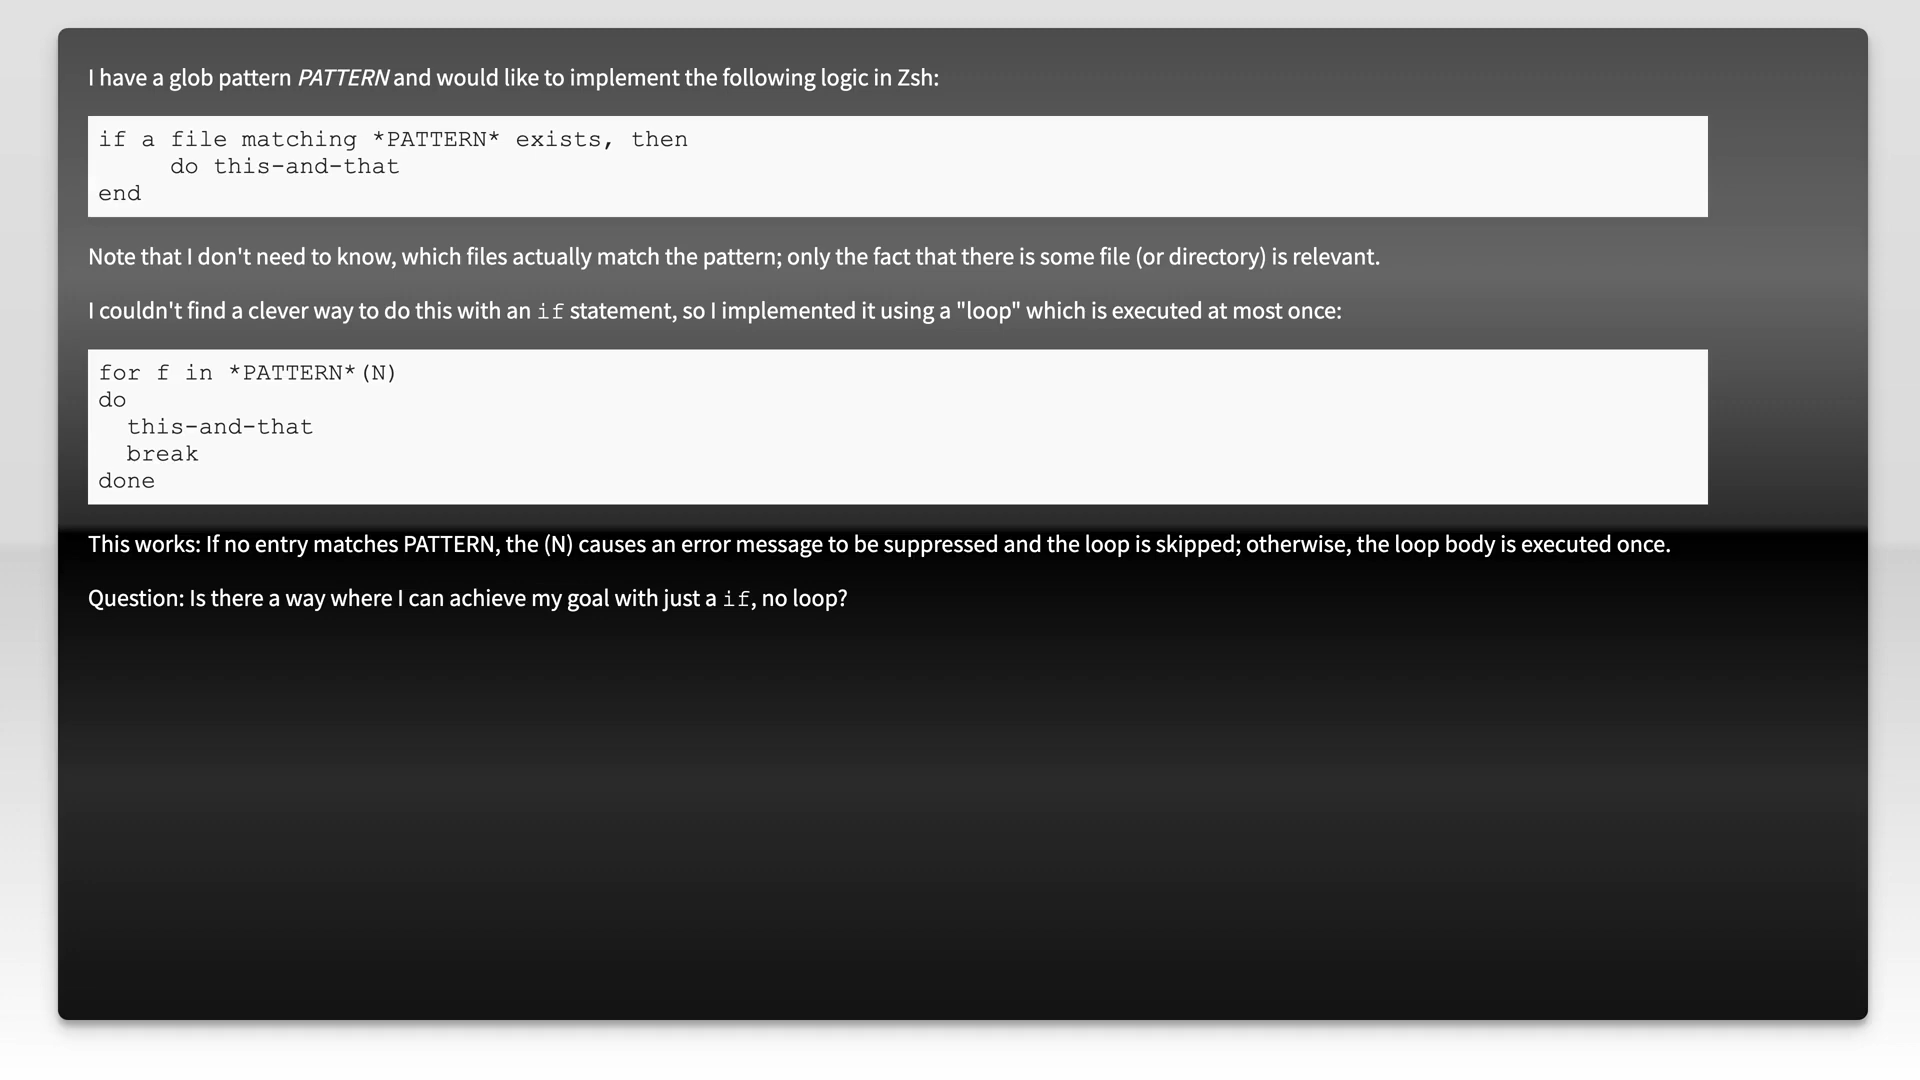 I have a glob pattern PATTERN and would like to implement the following logic in Zsh:
if a file matching *PATTERN* exists, then
     do this-and-that
end
Note that I don't need to know, which files actually match the pattern; only the fact that there is some file (or directory) is relevant.
I couldn't find a clever way to do this with an if statement, so I implemented it using a "loop" which is executed at most once:
for f in *PATTERN*(N)
do
  this-and-that
  break
done
This works: If no entry matches PATTERN, the (N) causes an error message to be suppressed and the loop is skipped; otherwise, the loop body is executed once.
Question: Is there a way where I can achieve my goal with just a if, no loop?